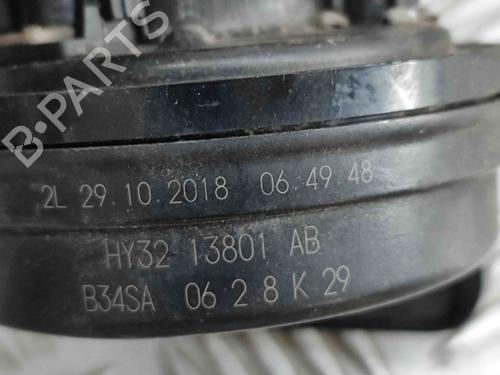 B-PARTS
2L 29.10.2018 06.49.48
HY32 13801 AB
B34SA 06 2 8 K 29